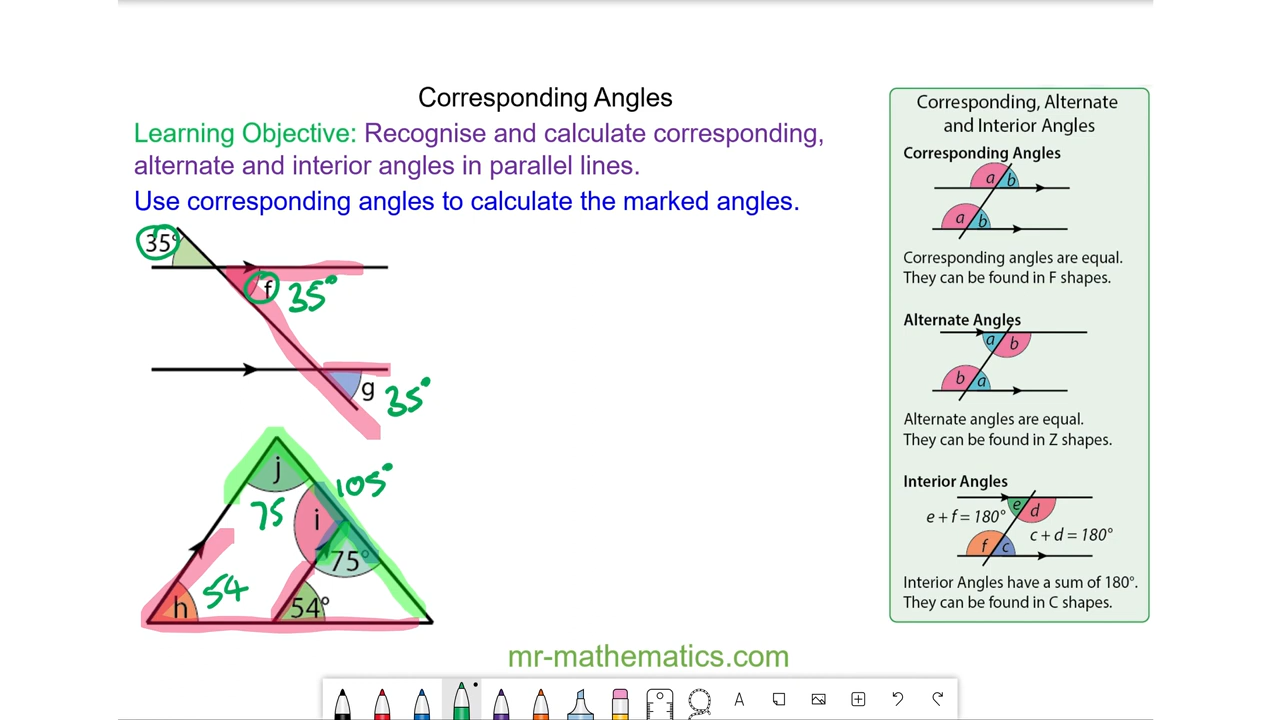 Corresponding Angles
Learning Objective: Recognise and calculate corresponding,
alternate and interior angles in parallel lines.
Use corresponding angles to calculate the marked angles.
35°
f 35°
g 35°
j
105°
75
i
75°
54
h
54°
Corresponding, Alternate
and Interior Angles
Corresponding Angles
a b
a b
Corresponding angles are equal.
They can be found in F shapes.
Alternate Angles
a b
b a
Alternate angles are equal.
They can be found in Z shapes.
Interior Angles
e d
e + f = 180°
c + d = 180°
f c
Interior Angles have a sum of 180°.
They can be found in C shapes.
mr-mathematics.com
A